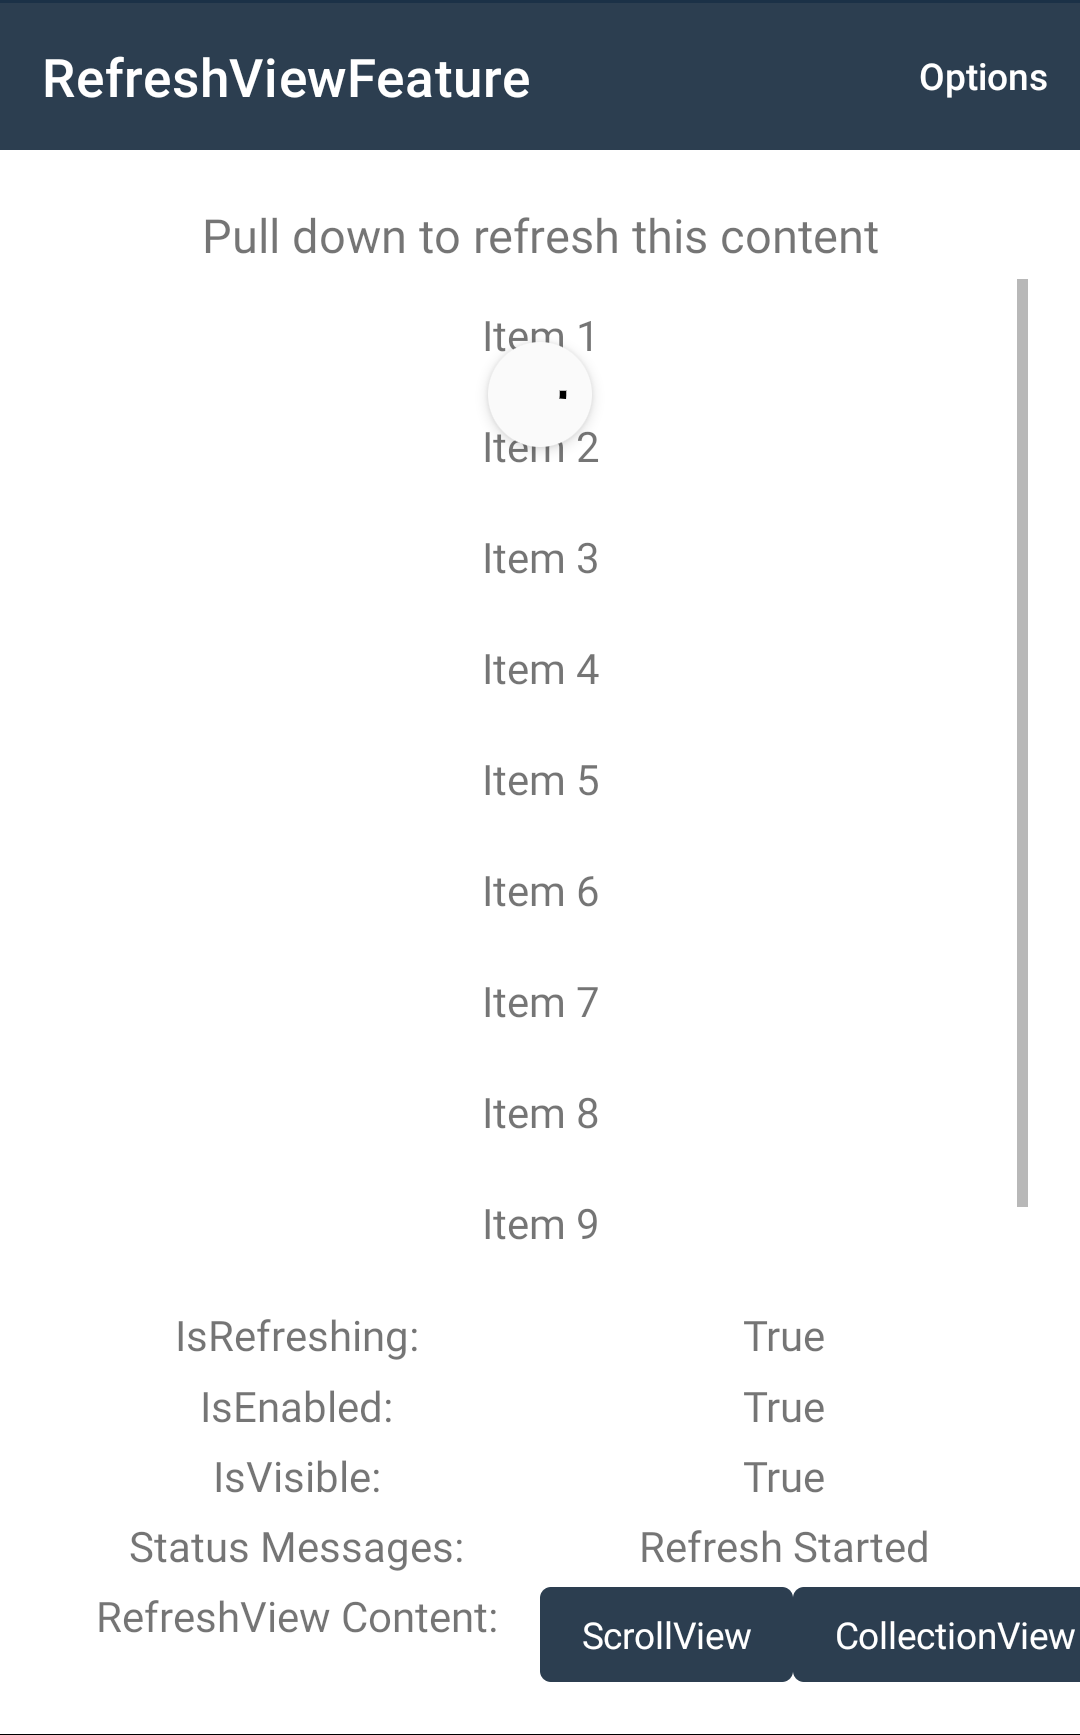 RefreshViewFeature Options
Pull down to refresh this content
Item 1
Item 2
Item 3
Item 4
Item 5
Item 6
Item 7
Item 8
Item 9
IsRefreshing: True
IsEnabled: True
IsVisible: True
Status Messages: Refresh Started
RefreshView Content: ScrollView CollectionView